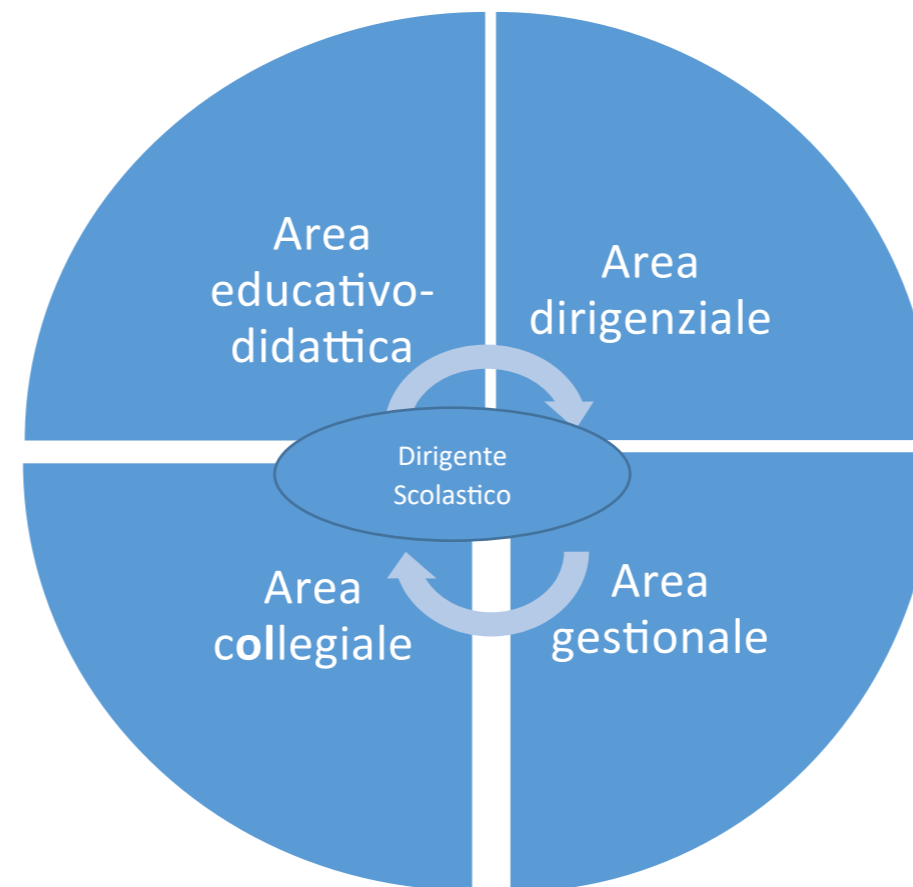 Area
educativo-
didattica
Area
dirigenziale
Dirigente
Scolastico
Area
collegiale
Area
gestionale